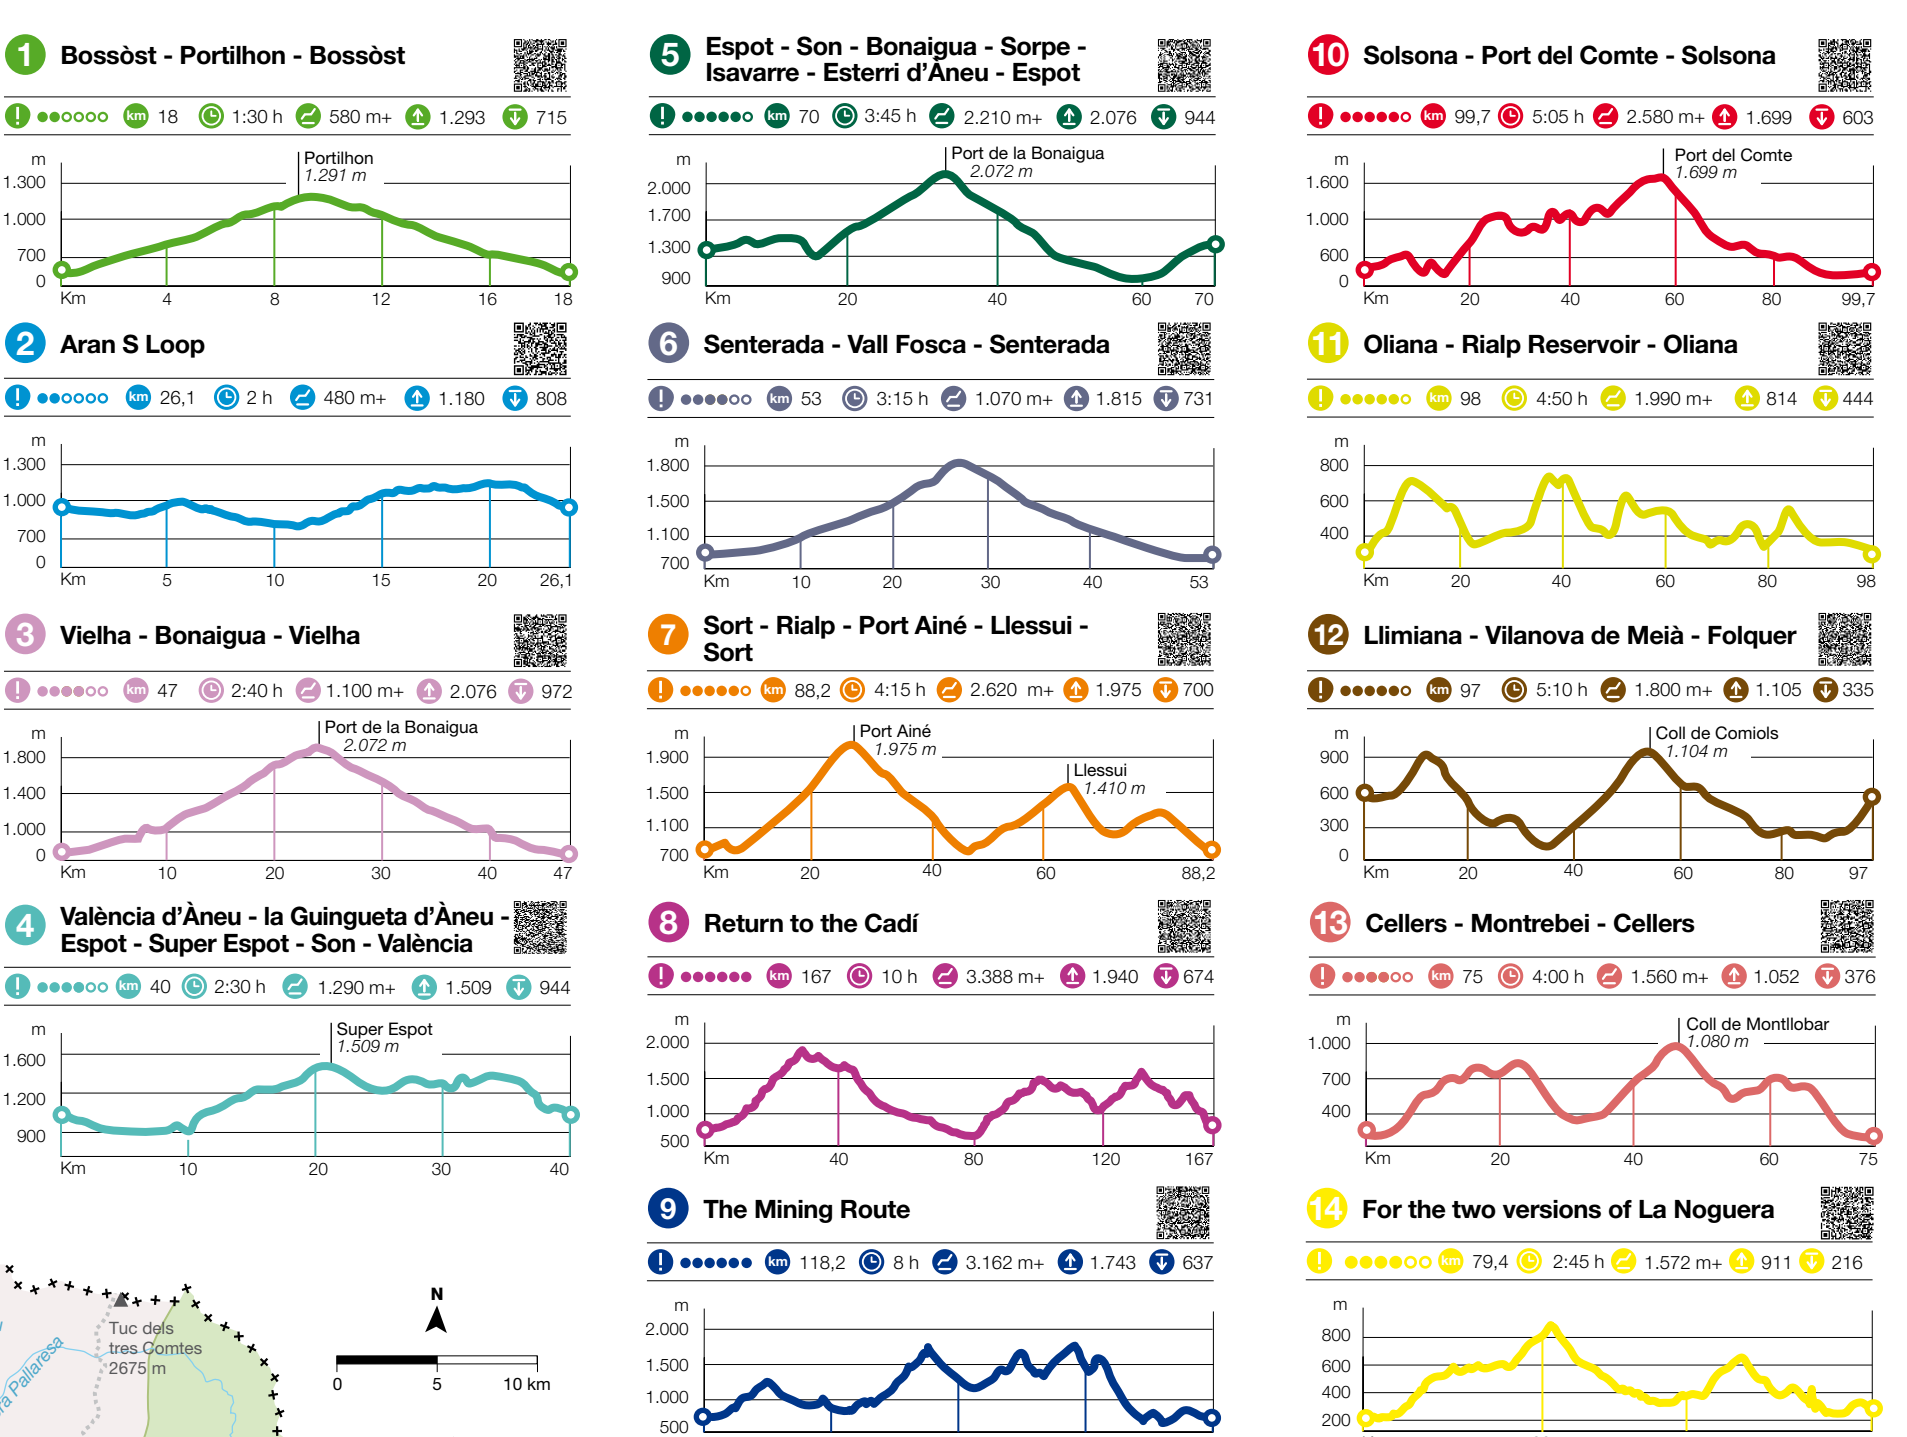 1 Bossòst - Portilhon - Bossòst
! km 18 1:30 h 580 m+ 1.293 715
m
Portilhon
1.291 m
1.300
1.000
700
0
Km 4 8 12 16 18
2 Aran S Loop
! km 26,1 2 h 480 m+ 1.180 808
m
1.300
1.000
700
0
Km 5 10 15 20 26,1
3 Vielha - Bonaigua - Vielha
! km 47 2:40 h 1.100 m+ 2.076 972
m
Port de la Bonaigua
2.072 m
1.800
1.400
1.000
0
Km 10 20 30 40 47
4 València d'Àneu - la Guingueta d'Àneu -
Espot - Super Espot - Son - València
! km 40 2:30 h 1.290 m+ 1.509 944
m
Super Espot
1.509 m
1.600
1.200
900
Km 10 20 30 40
Tuc dels
tres Comtes
2675 m
ra Pallaresa
N
0 5 10 km
5 Espot - Son - Bonaigua - Sorpe -
Isavarre - Esterri d'Àneu - Espot
! km 70 3:45 h 2.210 m+ 2.076 944
m
Port de la Bonaigua
2.072 m
2.000
1.700
1.300
900
Km 20 40 60 70
6 Senterada - Vall Fosca - Senterada
! km 53 3:15 h 1.070 m+ 1.815 731
m
1.800
1.500
1.100
700
Km 10 20 30 40 53
7 Sort - Rialp - Port Ainé - Llessui -
Sort
! km 88,2 4:15 h 2.620 m+ 1.975 700
m
Port Ainé
1.975 m
Llessui
1.410 m
1.900
1.500
1.100
700
Km 20 40 60 88,2
8 Return to the Cadí
! km 167 10 h 3.388 m+ 1.940 674
m
2.000
1.500
1.000
500
Km 40 80 120 167
9 The Mining Route
! km 118,2 8 h 3.162 m+ 1.743 637
m
2.000
1.500
1.000
500
10 Solsona - Port del Comte - Solsona
! km 99,7 5:05 h 2.580 m+ 1.699 603
m
Port del Comte
1.699 m
1.600
1.000
600
0
Km 20 40 60 80 99,7
11 Oliana - Rialp Reservoir - Oliana
! km 98 4:50 h 1.990 m+ 814 444
m
800
600
400
Km 20 40 60 80 98
12 Llimiana - Vilanova de Meià - Folquer
! km 97 5:10 h 1.800 m+ 1.105 335
m
Coll de Comiols
1.104 m
900
600
300
0
Km 20 40 60 80 97
13 Cellers - Montrebei - Cellers
! km 75 4:00 h 1.560 m+ 1.052 376
m
Coll de Montllobar
1.080 m
1.000
700
400
Km 20 40 60 75
14 For the two versions of La Noguera
! km 79,4 2:45 h 1.572 m+ 911 216
m
800
600
400
200